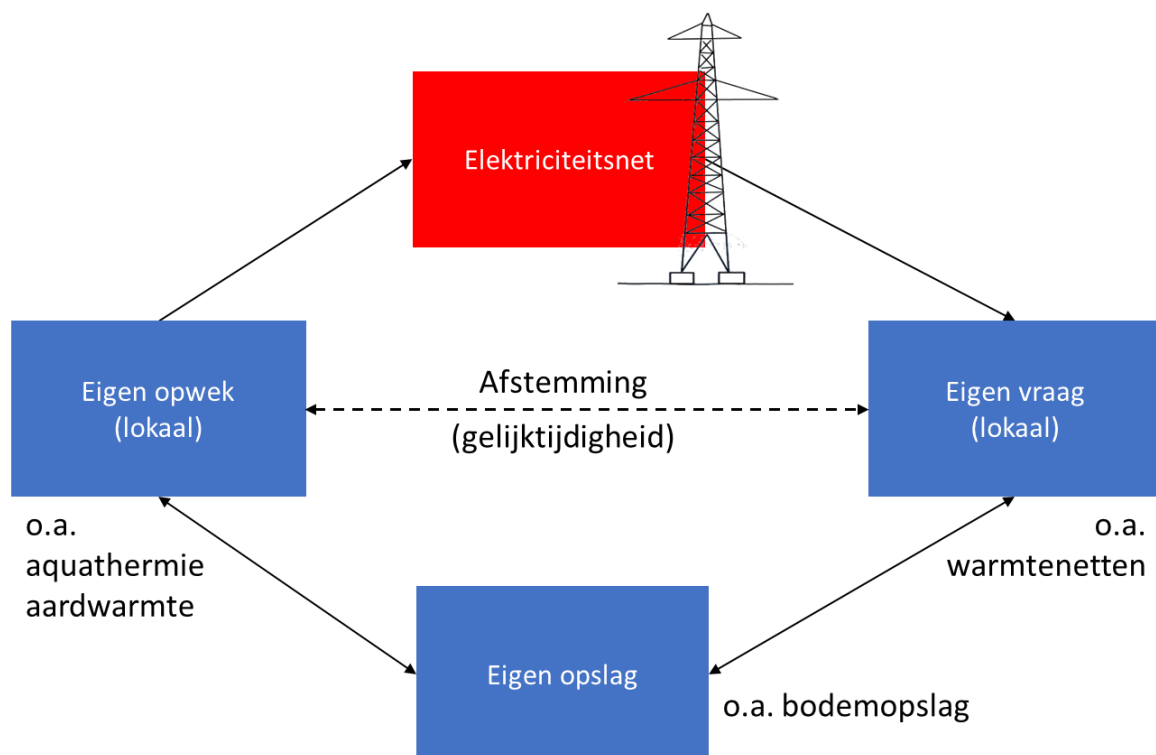 Elektriciteitsnet
Eigen opwek
(lokaal)
Afstemming
(gelijktijdigheid)
Eigen vraag
(lokaal)
o.a.
aquathermie
aardwarmte
o.a.
warmtenetten
Eigen opslag
o.a. bodemopslag